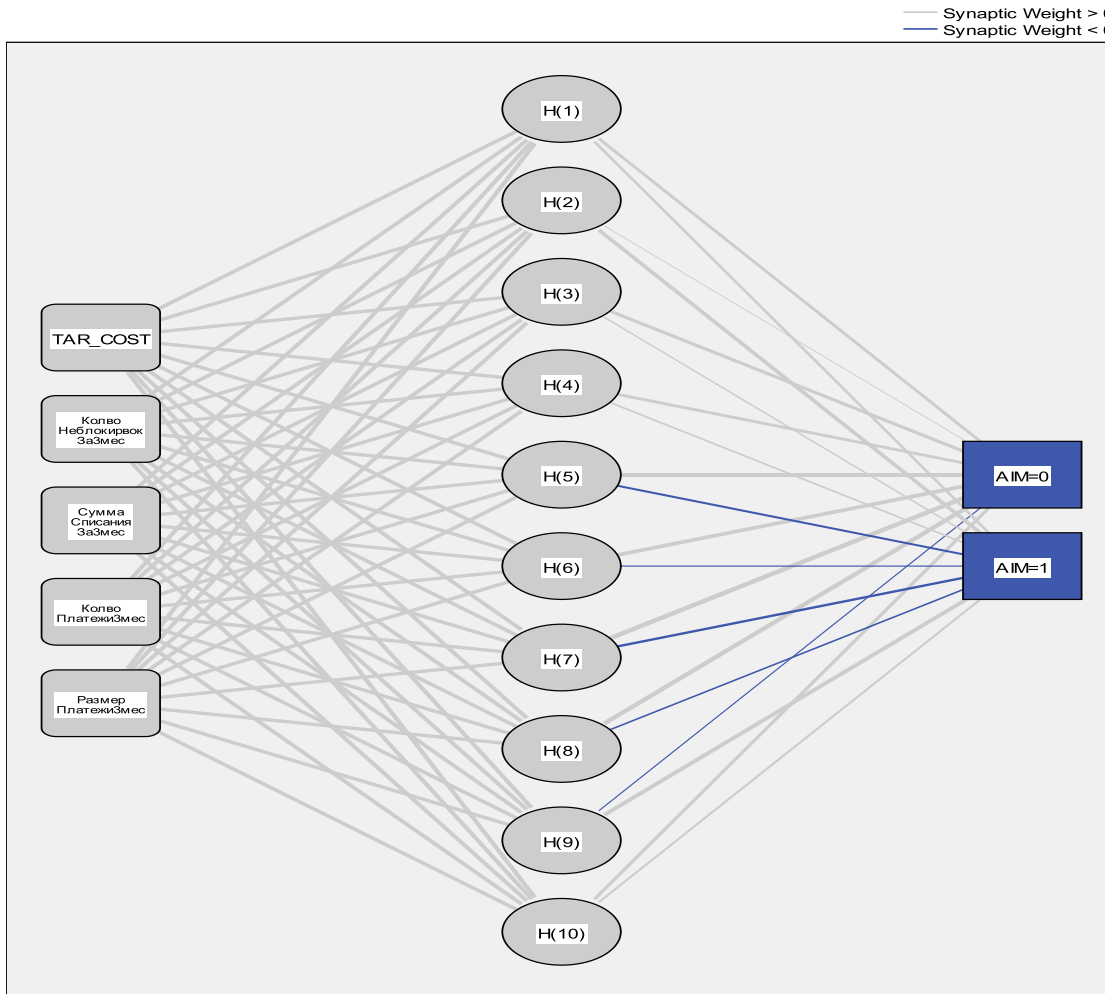 Synaptic Weight > 0
Synaptic Weight < 0
H(1)
H(2)
H(3)
H(4)
H(5)
H(6)
H(7)
H(8)
H(9)
H(10)
TAR_COST
Колво
Неблокирвок
За3мес
Сумма
Списания
За3мес
Колво
Платежи3мес
Размер
Платежи3мес
AIM=0
AIM=1